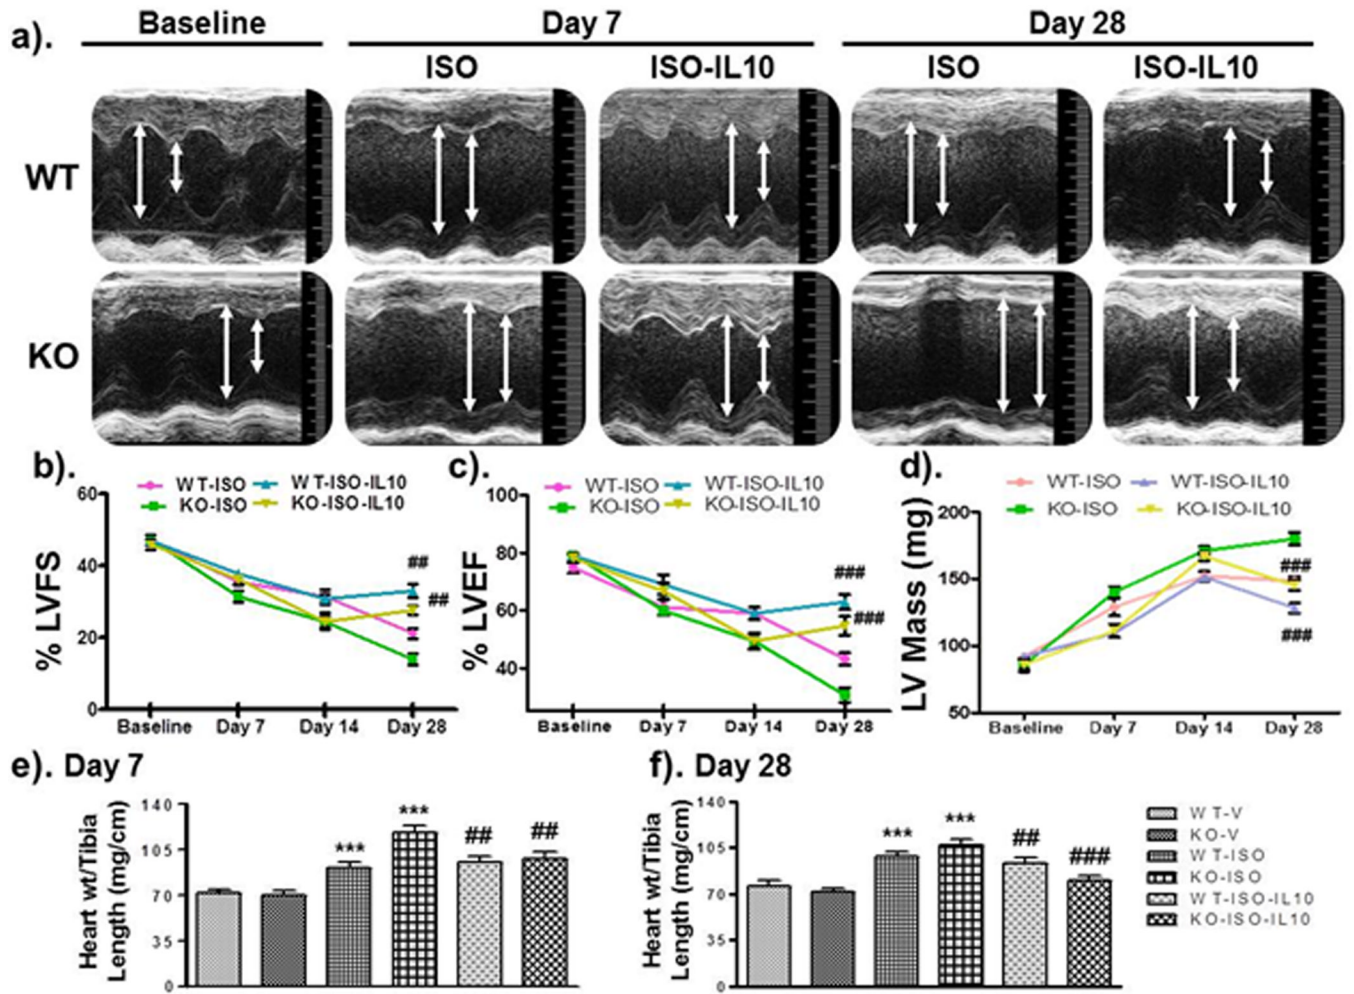 a).
Baseline
Day 7
Day 28
ISO
ISO-IL10
ISO
ISO-IL10
WT
KO
b).
WT-ISO
WT-ISO-IL10
KO-ISO
KO-ISO-IL10
% LVFS
60
40
20
0
Baseline
Day 7
Day 14
Day 28
##
##
c).
WT-ISO
WT-ISO-IL10
KO-ISO
KO-ISO-IL10
% LVEF
100
80
60
40
Baseline
Day 7
Day 14
Day 28
###
###
d).
WT-ISO
WT-ISO-IL10
KO-ISO
KO-ISO-IL10
LV Mass (mg)
200
150
100
50
Baseline
Day 7
Day 14
Day 28
###
###
e). Day 7
Heart wt/Tibia
Length (mg/cm)
140
105
70
35
0
***
***
##
##
f). Day 28
Heart wt/Tibia
Length (mg/cm)
140
105
70
35
0
***
***
##
###
WT-V
KO-V
WT-ISO
KO-ISO
WT-ISO-IL10
KO-ISO-IL10